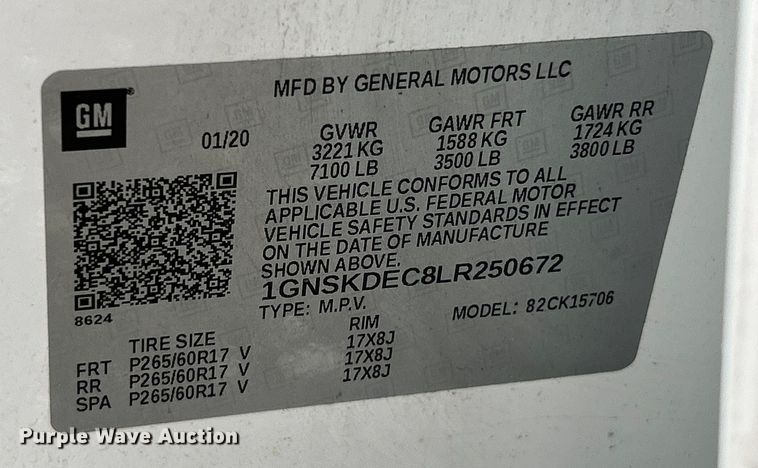 MFD BY GENERAL MOTORS LLC
GM
01/20
GVWR GAWR FRT GAWR RR
3221 KG 1588 KG 1724 KG
7100 LB 3500 LB 3800 LB
THIS VEHICLE CONFORMS TO ALL
APPLICABLE U.S. FEDERAL MOTOR
VEHICLE SAFETY STANDARDS IN EFFECT
ON THE DATE OF MANUFACTURE
SHOWN ABOVE.
1GNSKDEC8LR250672
8624
TYPE: M.P.V. MODEL: 82CK15706
TIRE SIZE RIM
FRT P265/60R17 V 17X8J
RR P265/60R17 V 17X8J
SPA P265/60R17 V 17X8J
Purple Wave Auction